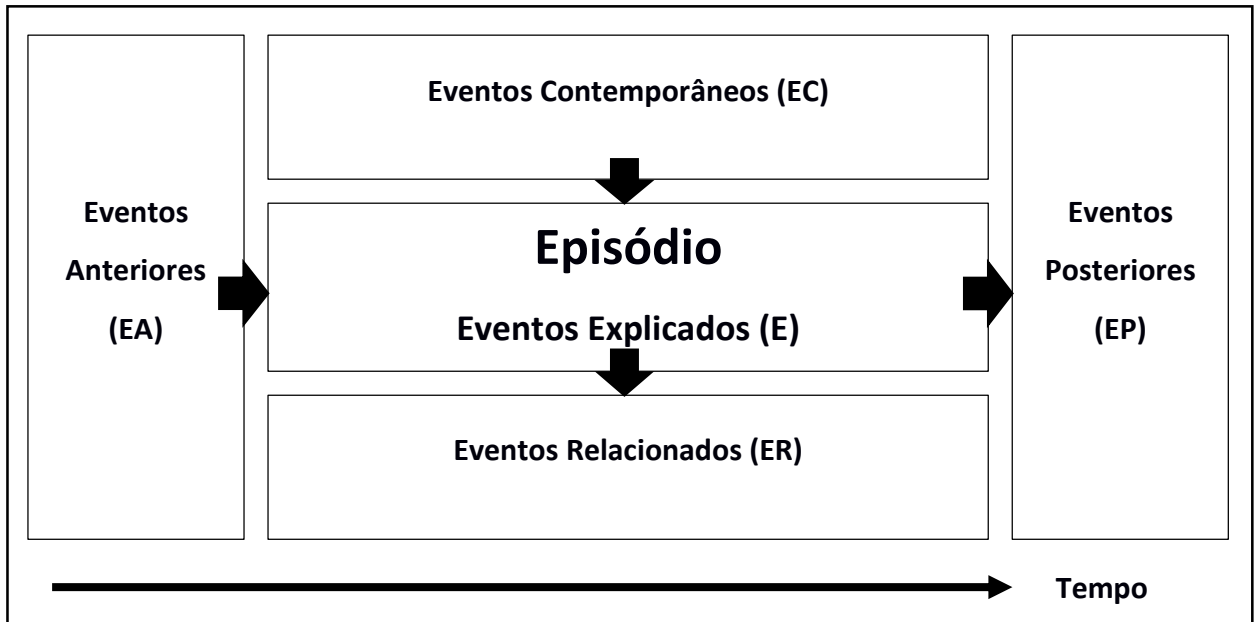 Eventos Contemporâneos (EC)
Eventos
Anteriores
(EA)
Episódio
Eventos Explicados (E)
Eventos
Posteriores
(EP)
Eventos Relacionados (ER)
Tempo